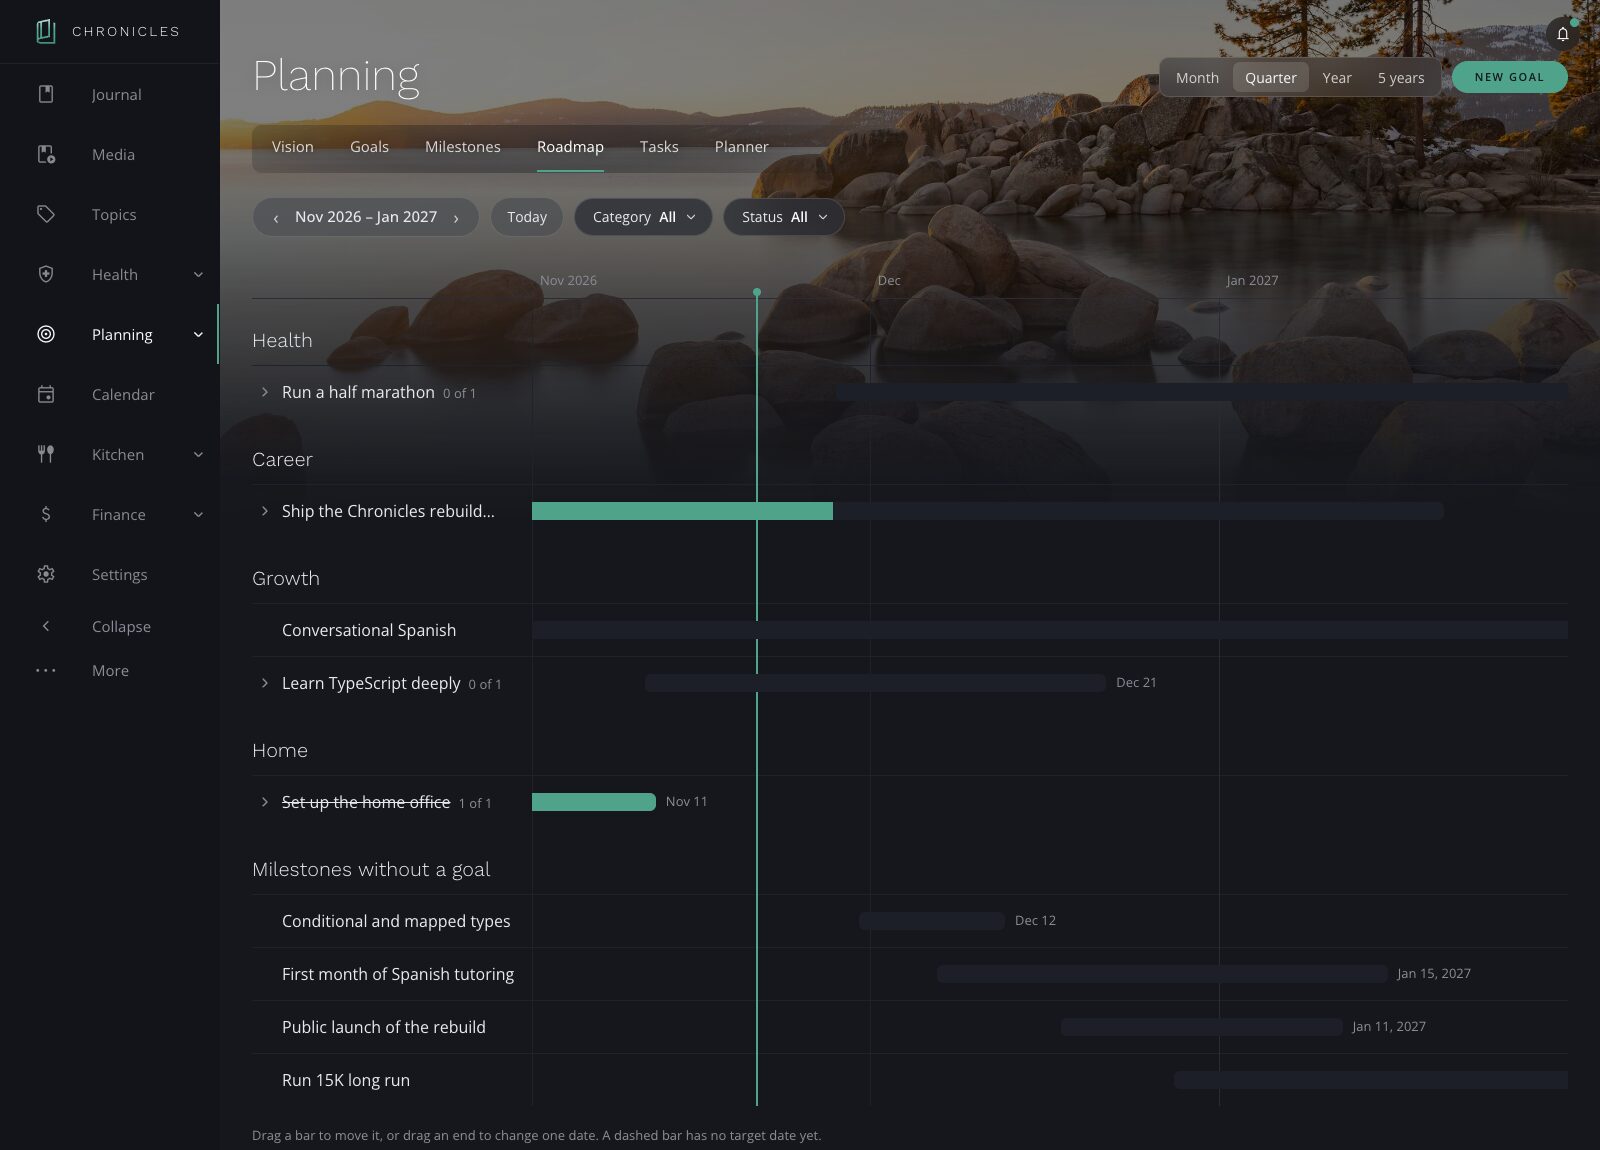 CHRONICLES
Journal
Media
Topics
Health
Planning
Calendar
Kitchen
Finance
Settings
Collapse
More
Planning
Month Quarter Year 5 years
NEW GOAL
Vision Goals Milestones Roadmap Tasks Planner
Nov 2026 – Jan 2027 Today Category All Status All
Nov 2026 Dec Jan 2027
Health
Run a half marathon 0 of 1
Career
Ship the Chronicles rebuild...
Growth
Conversational Spanish
Learn TypeScript deeply 0 of 1 Dec 21
Home
Set up the home office 1 of 1 Nov 11
Milestones without a goal
Conditional and mapped types Dec 12
First month of Spanish tutoring Jan 15, 2027
Public launch of the rebuild Jan 11, 2027
Run 15K long run
Drag a bar to move it, or drag an end to change one date. A dashed bar has no target date yet.